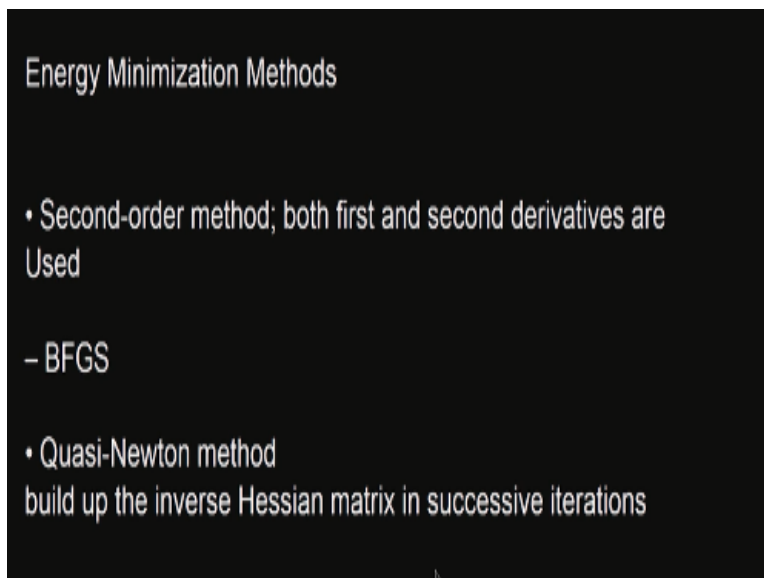 Energy Minimization Methods
• Second-order method; both first and second derivatives are
Used
– BFGS
• Quasi-Newton method
build up the inverse Hessian matrix in successive iterations